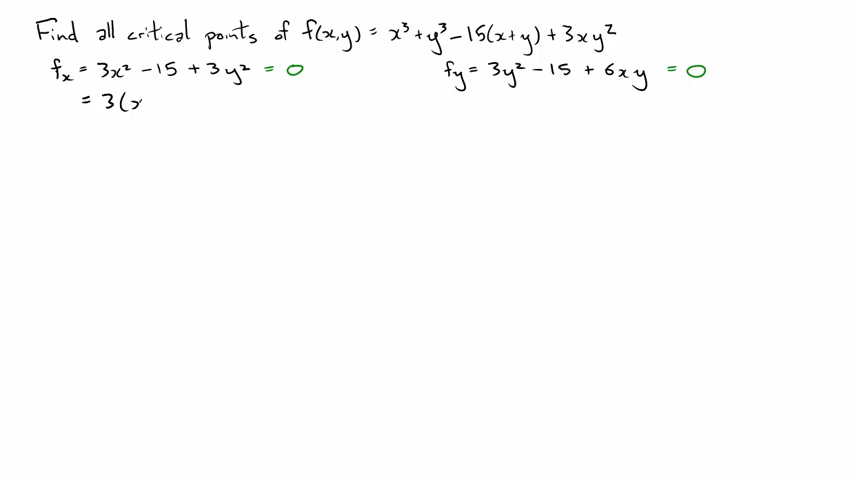 Find all critical points of f(x,y) = x³ + y³ - 15(x+y) + 3xy²
fx = 3x² - 15 + 3y² = 0
fy = 3y² - 15 + 6xy = 0
= 3(x